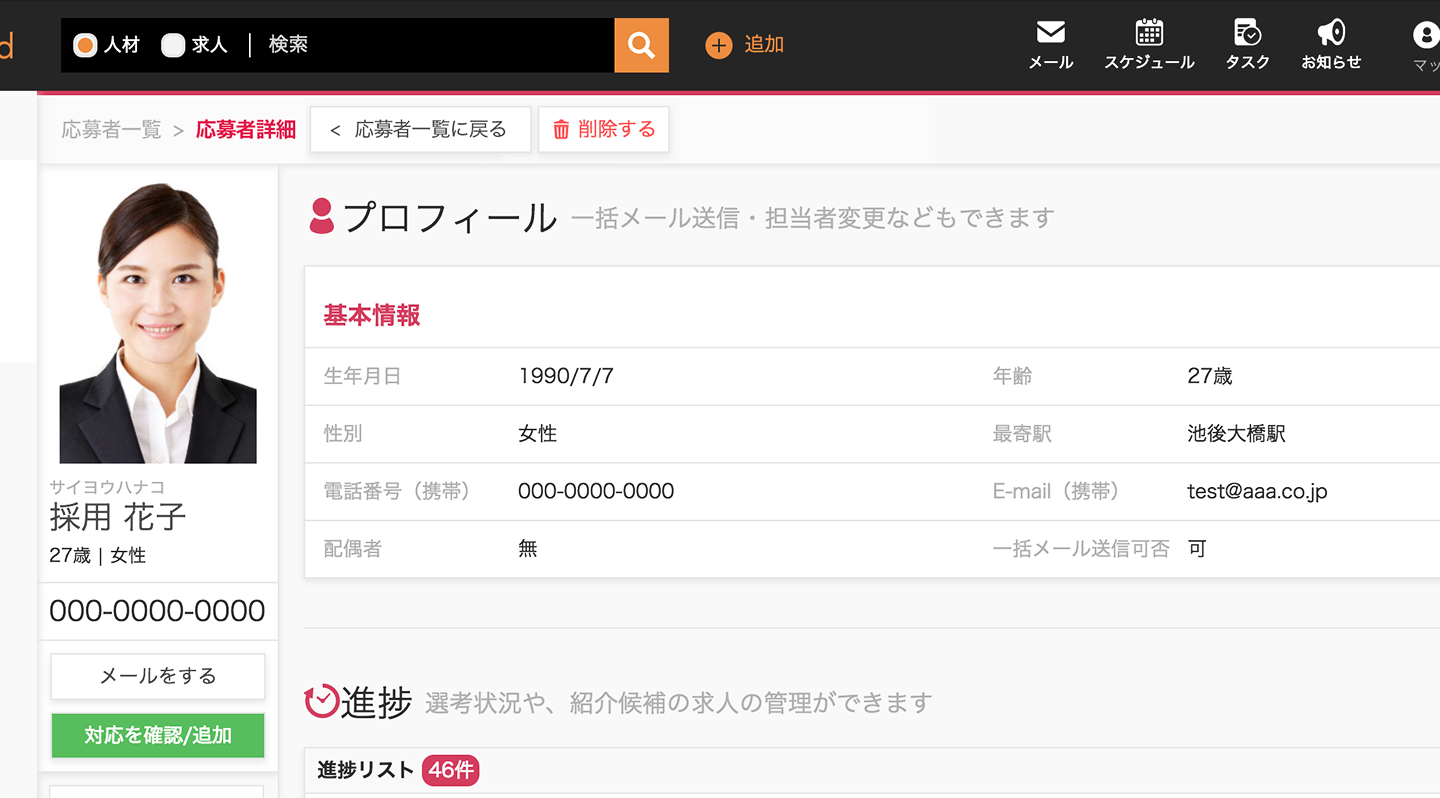 d
人材 求人 | 検索
追加
メール スケジュール タスク お知らせ マッ
応募者一覧 > 応募者詳細 < 応募者一覧に戻る 削除する
プロフィール 一括メール送信・担当者変更などもできます
基本情報
生年月日 1990/7/7 年齢 27歳
性別 女性 最寄駅 池後大橋駅
電話番号（携帯） 000-0000-0000 E-mail（携帯） test@aaa.co.jp
配偶者 無 一括メール送信可否 可
サイヨウハナコ
採用 花子
27歳 | 女性
000-0000-0000
メールをする
対応を確認/追加
進捗 選考状況や、紹介候補の求人の管理ができます
進捗リスト 46件